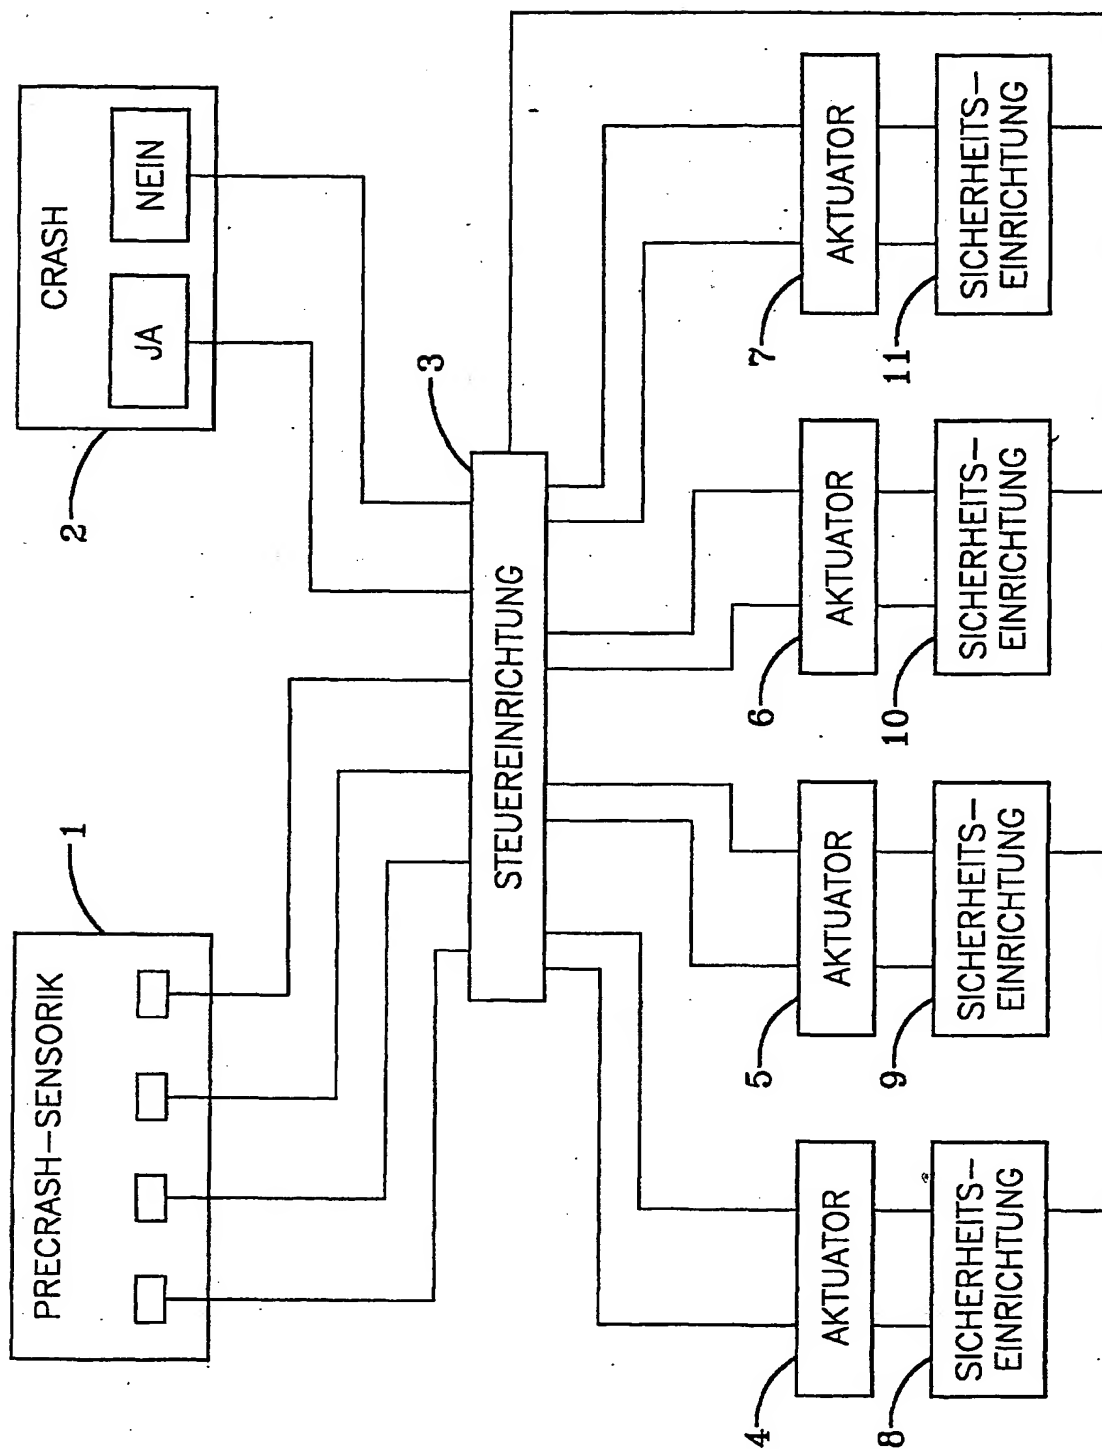 PRECRASH–SENSORIK
1
CRASH
JA
NEIN
2
STEUEREINRICHTUNG
3
4
AKTUATOR
5
AKTUATOR
6
AKTUATOR
7
AKTUATOR
8
SICHERHEITS–
EINRICHTUNG
9
SICHERHEITS–
EINRICHTUNG
10
SICHERHEITS–
EINRICHTUNG
11
SICHERHEITS–
EINRICHTUNG